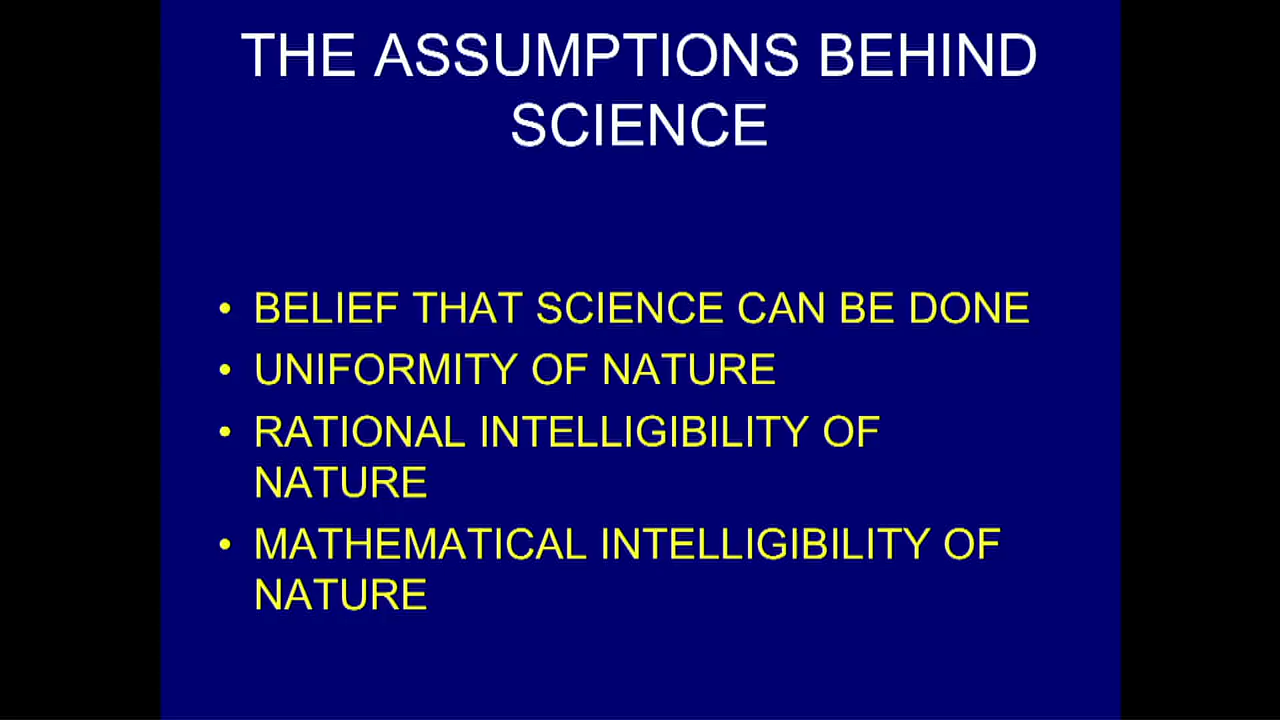 THE ASSUMPTIONS BEHIND
SCIENCE
• BELIEF THAT SCIENCE CAN BE DONE
• UNIFORMITY OF NATURE
• RATIONAL INTELLIGIBILITY OF
NATURE
• MATHEMATICAL INTELLIGIBILITY OF
NATURE